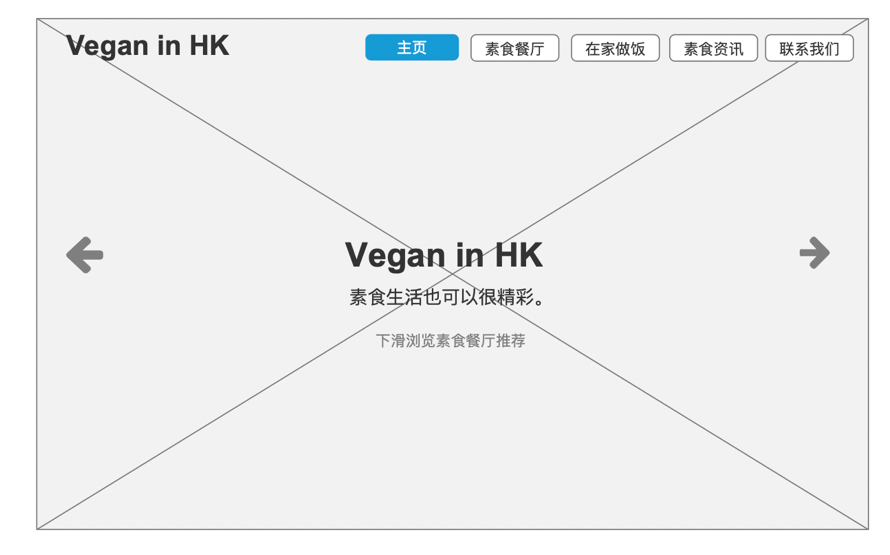 Vegan in HK
主页
素食餐厅
在家做饭
素食资讯
联系我们
Vegan in HK
素食生活也可以很精彩。
下滑浏览素食餐厅推荐